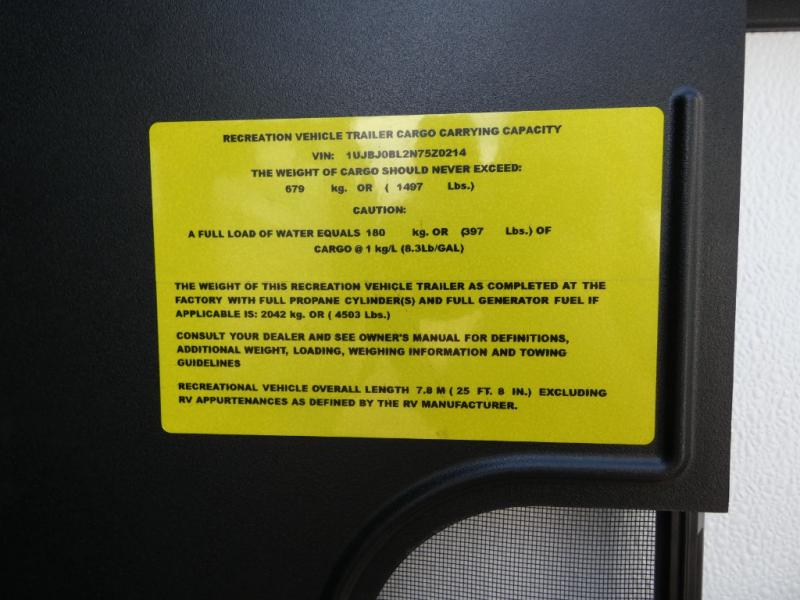 RECREATION VEHICLE TRAILER CARGO CARRYING CAPACITY
VIN: 1UJBJ0BL2N75Z0214
THE WEIGHT OF CARGO SHOULD NEVER EXCEED:
679 kg. OR ( 1497 Lbs.)
CAUTION:
A FULL LOAD OF WATER EQUALS 180 kg. OR (397 Lbs.) OF
CARGO @ 1 kg/L (8.3Lb/GAL)
THE WEIGHT OF THIS RECREATION VEHICLE TRAILER AS COMPLETED AT THE
FACTORY WITH FULL PROPANE CYLINDER(S) AND FULL GENERATOR FUEL IF
APPLICABLE IS: 2042 kg. OR ( 4503 Lbs.)
CONSULT YOUR DEALER AND SEE OWNER'S MANUAL FOR DEFINITIONS,
ADDITIONAL WEIGHT, LOADING, WEIGHING INFORMATION AND TOWING
GUIDELINES
RECREATIONAL VEHICLE OVERALL LENGTH 7.8 M ( 25 FT. 8 IN.) EXCLUDING
RV APPURTENANCES AS DEFINED BY THE RV MANUFACTURER.